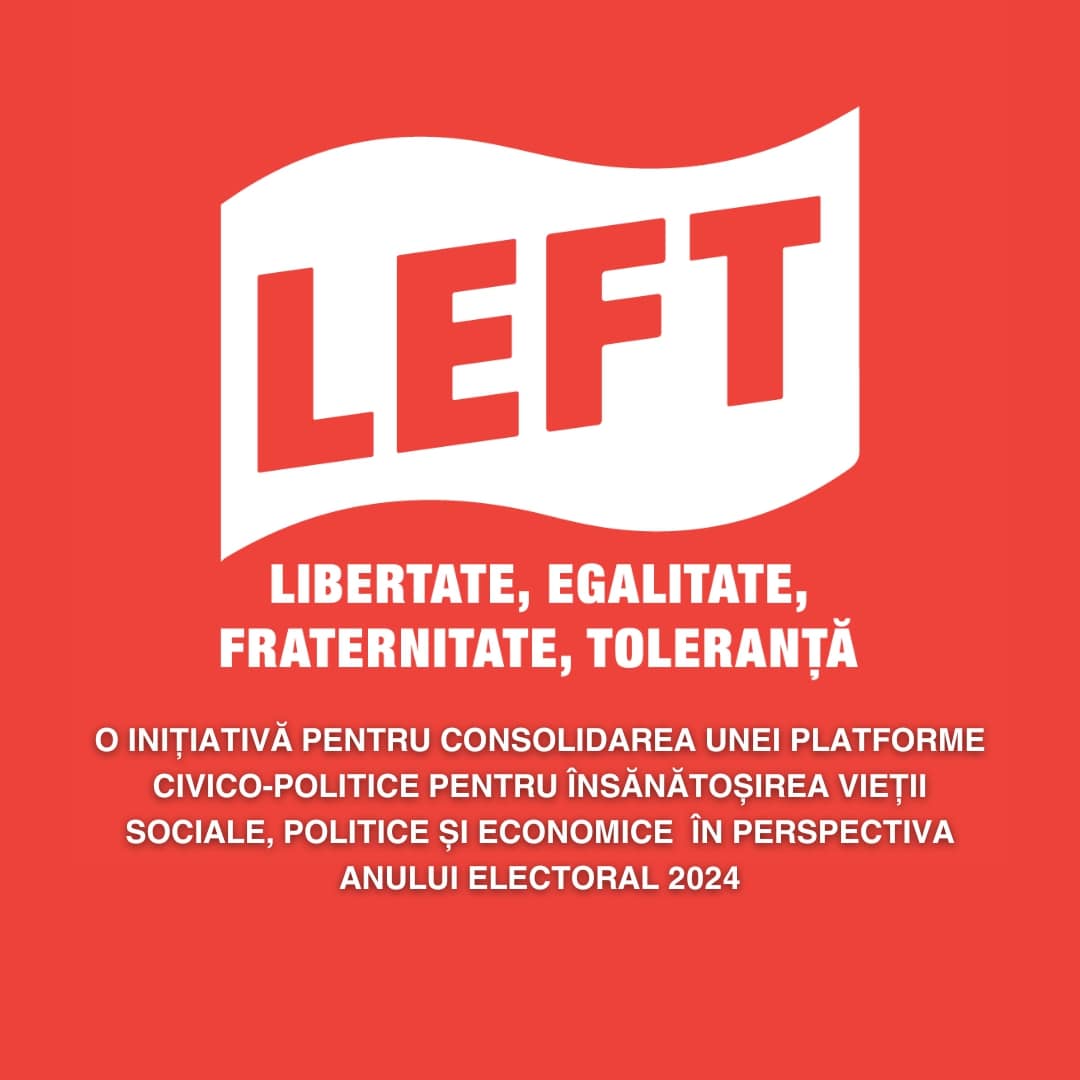 LEFT
LIBERTATE, EGALITATE,
FRATERNITATE, TOLERANȚĂ
O INIȚIATIVĂ PENTRU CONSOLIDAREA UNEI PLATFORME
CIVICO-POLITICE PENTRU ÎNSĂNĂTOȘIREA VIEȚII
SOCIALE, POLITICE ȘI ECONOMICE ÎN PERSPECTIVA
ANULUI ELECTORAL 2024